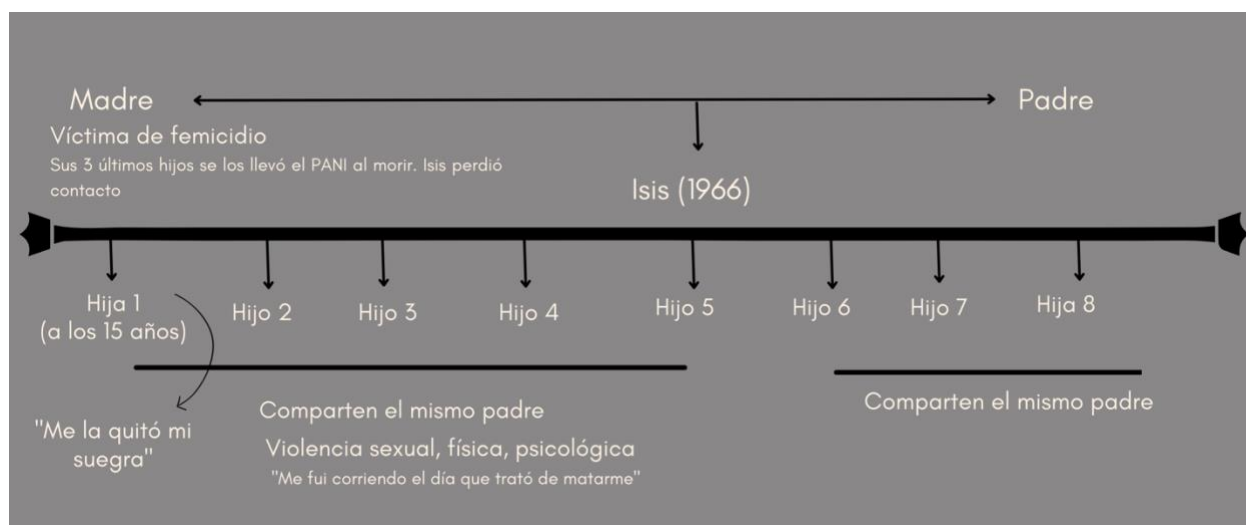 Madre
Padre
Víctima de femicidio
Sus 3 últimos hijos se los llevó el PANI al morir. Isis perdió
contacto
Isis (1966)
Hija 1
(a los 15 años)
Hijo 2
Hijo 3
Hijo 4
Hijo 5
Hijo 6
Hijo 7
Hija 8
"Me la quitó mi
suegra"
Comparten el mismo padre
Violencia sexual, física, psicológica
"Me fui corriendo el día que trató de matarme"
Comparten el mismo padre